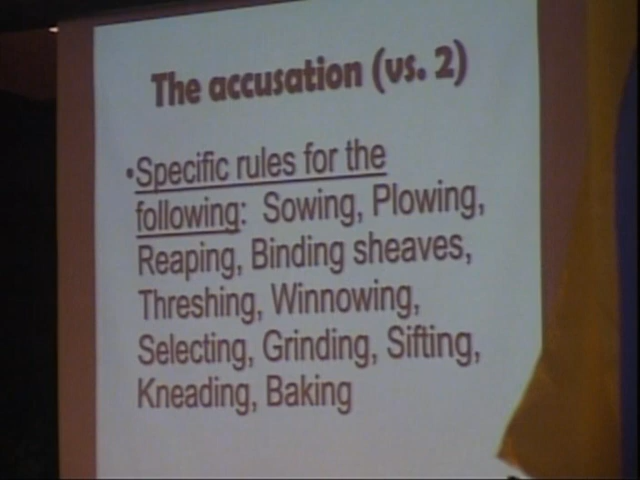 The accusation (vs. 2)
•Specific rules for the
following: Sowing, Plowing,
Reaping, Binding sheaves,
Threshing, Winnowing,
Selecting, Grinding, Sifting,
Kneading, Baking